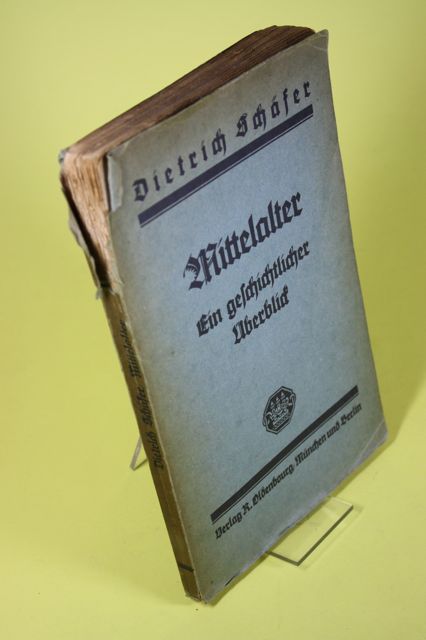 Dietrich Schäfer
Mittelalter
Ein geschichtlicher
Überblick
Verlag R. Oldenbourg, München und Berlin
Dietrich Schäfer, Mittelalter